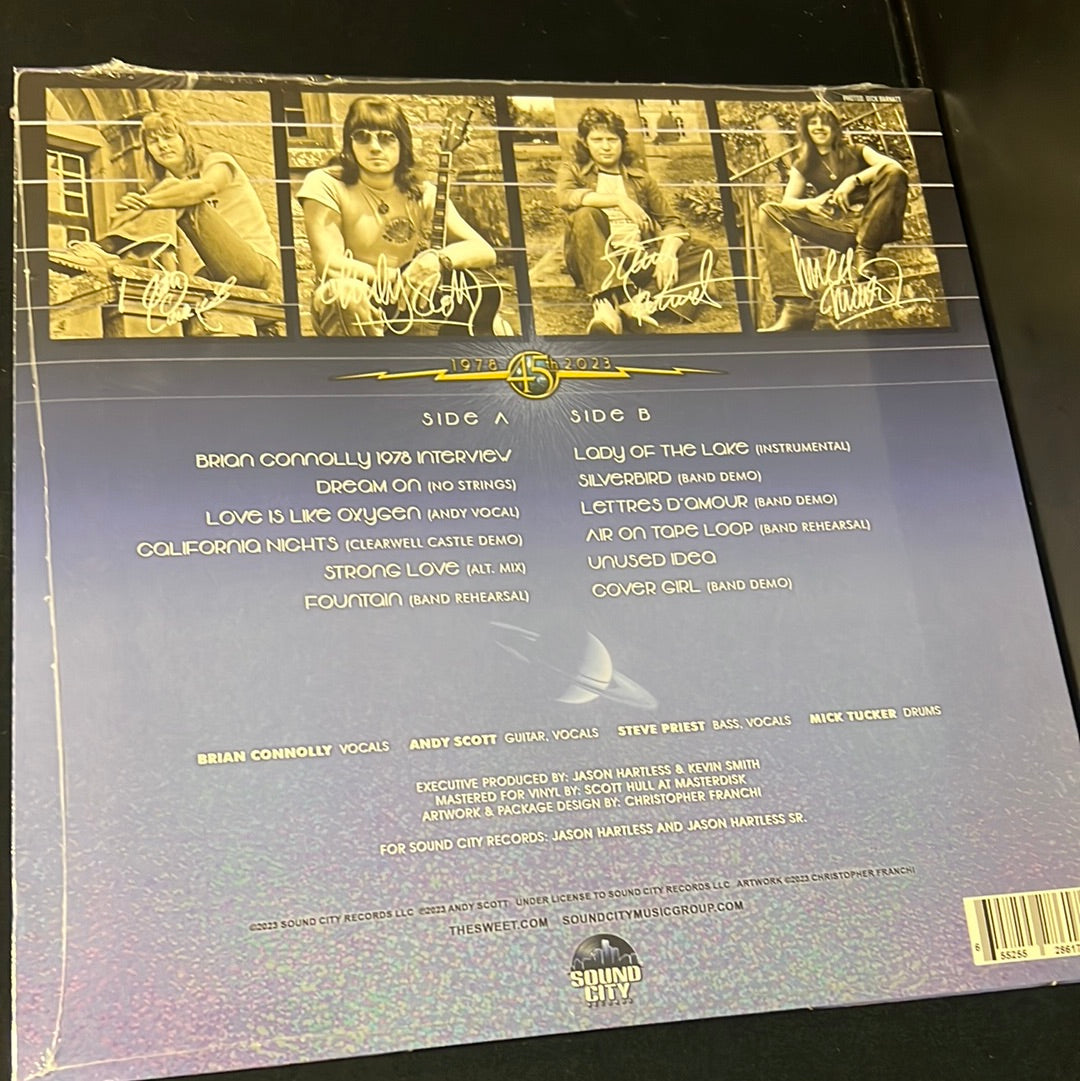 PHOTOS: DICK BARNATT
Andy Scott
1978 45th 2023
SIDE A
SIDE B
BRIAN CONNOLLY 1978 INTERVIEW
DREAM ON (NO STRINGS)
LOVE IS LIKE OXYGEN (ANDY VOCAL)
CALIFORNIA NIGHTS (CLEARWELL CASTLE DEMO)
STRONG LOVE (ALT. MIX)
FOUNTAIN (BAND REHEARSAL)
LADY OF THE LAKE (INSTRUMENTAL)
SILVERBIRD (BAND DEMO)
LETTRES D'AMOUR (BAND DEMO)
AIR ON TAPE LOOP (BAND REHEARSAL)
UNUSED IDEA
COVER GIRL (BAND DEMO)
BRIAN CONNOLLY VOCALS ANDY SCOTT GUITAR, VOCALS STEVE PRIEST BASS, VOCALS MICK TUCKER DRUMS
EXECUTIVE PRODUCED BY: JASON HARTLESS & KEVIN SMITH
MASTERED FOR VINYL BY: SCOTT HULL AT MASTERDISK
ARTWORK & PACKAGE DESIGN BY: CHRISTOPHER FRANCHI
FOR SOUND CITY RECORDS: JASON HARTLESS AND JASON HARTLESS SR.
©2023 SOUND CITY RECORDS LLC ©2023 ANDY SCOTT UNDER LICENSE TO SOUND CITY RECORDS LLC ARTWORK ©2023 CHRISTOPHER FRANCHI
THESWEET.COM SOUNDCITYMUSICGROUP.COM
SOUND
CITY
RECORDS
6 55255 28617